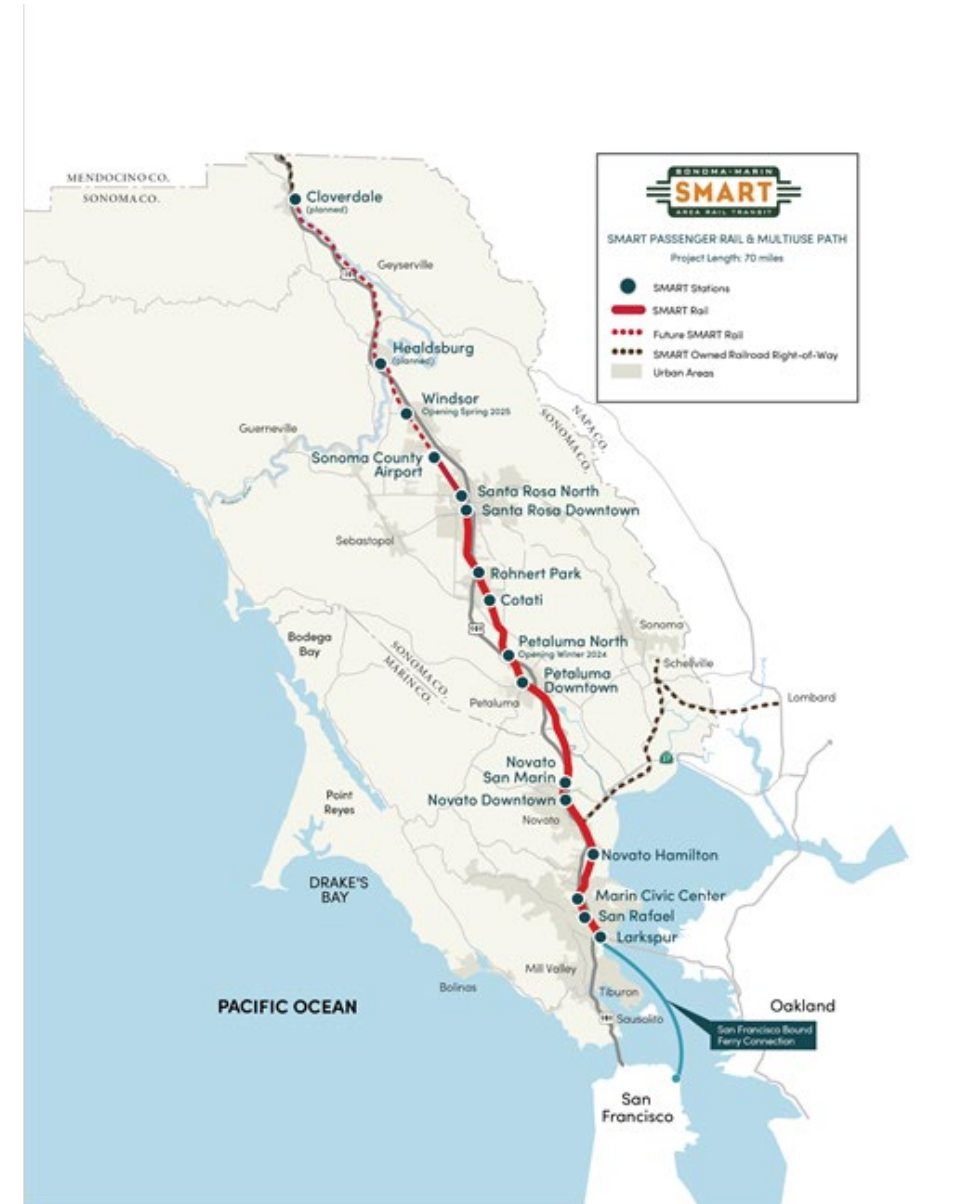 MENDOCINO CO.
SONOMA CO.
Cloverdale
(planned)
Geyserville
101
Healdsburg
(planned)
Windsor
Opening Spring 2025
Guerneville
Sonoma County
Airport
Santa Rosa North
Santa Rosa Downtown
Sebastopol
Rohnert Park
Cotati
101
Petaluma North
Opening Winter 2024
Petaluma
Downtown
Petaluma
Bodega
Bay
SONOMA CO.
MARIN CO.
NAPA CO.
SONOMA CO.
Sonoma
Schellville
Lombard
Novato
San Marin
Novato Downtown
Novato
Point
Reyes
Novato Hamilton
DRAKE'S
BAY
Marin Civic Center
San Rafael
Larkspur
Mill Valley
Bolinas
Tiburon
PACIFIC OCEAN
101
Sausolito
Oakland
San Francisco Bound
Ferry Connection
San
Francisco
SONOMA-MARIN
SMART
AREA RAIL TRANSIT
SMART PASSENGER RAIL & MULTIUSE PATH
Project Length: 70 miles
SMART Stations
SMART Rail
Future SMART Rail
SMART Owned Railroad Right-of-Way
Urban Areas